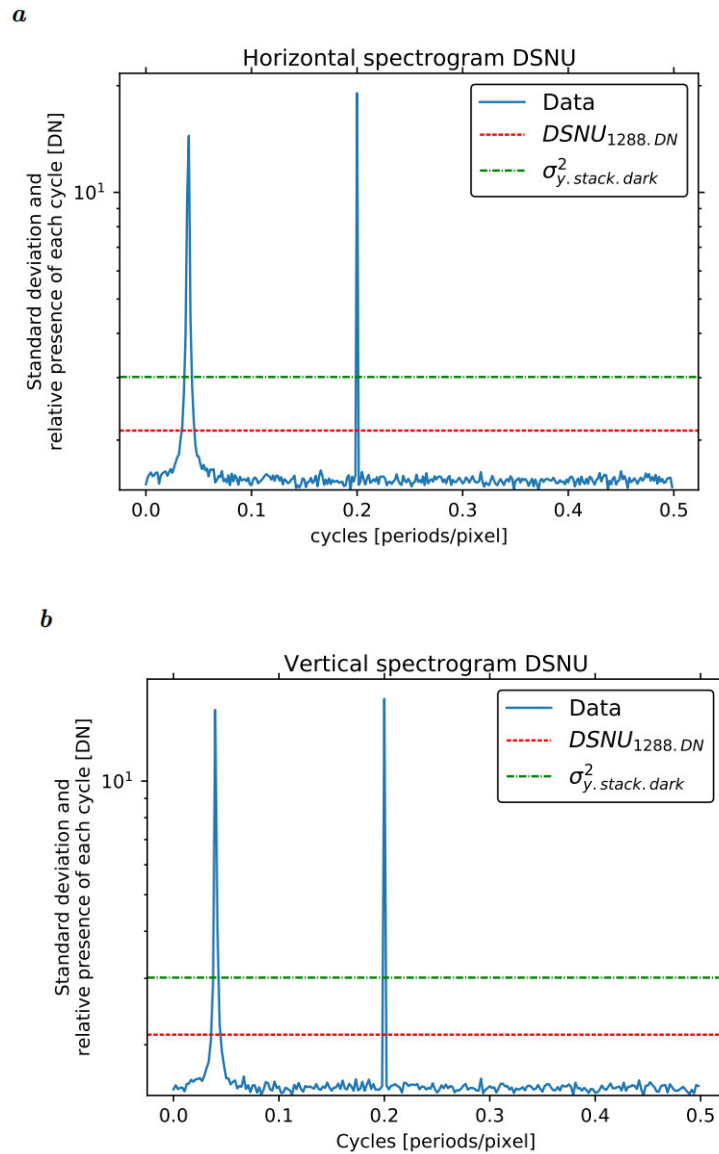 a
Horizontal spectrogram DSNU
Standard deviation and
relative presence of each cycle [DN]
10¹
Data
DSNU₁₂₈₈.DN
σ²y.stack.dark
0.0 0.1 0.2 0.3 0.4 0.5
cycles [periods/pixel]
b
Vertical spectrogram DSNU
Standard deviation and
relative presence of each cycle [DN]
10¹
Data
DSNU₁₂₈₈.DN
σ²y.stack.dark
0.0 0.1 0.2 0.3 0.4 0.5
Cycles [periods/pixel]